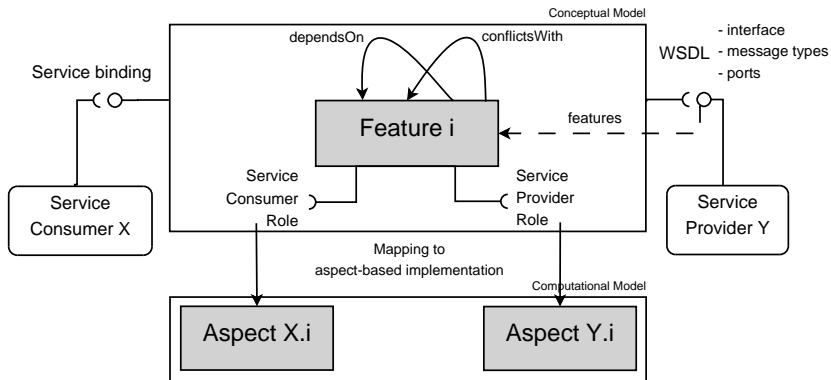 Conceptual Model
dependsOn
conflictsWith
- interface
WSDL - message types
- ports
Service binding
Feature i
features
Service
Consumer
Role
Service
Provider
Role
Service
Consumer X
Service
Provider Y
Mapping to
aspect-based implementation
Computational Model
Aspect X.i
Aspect Y.i